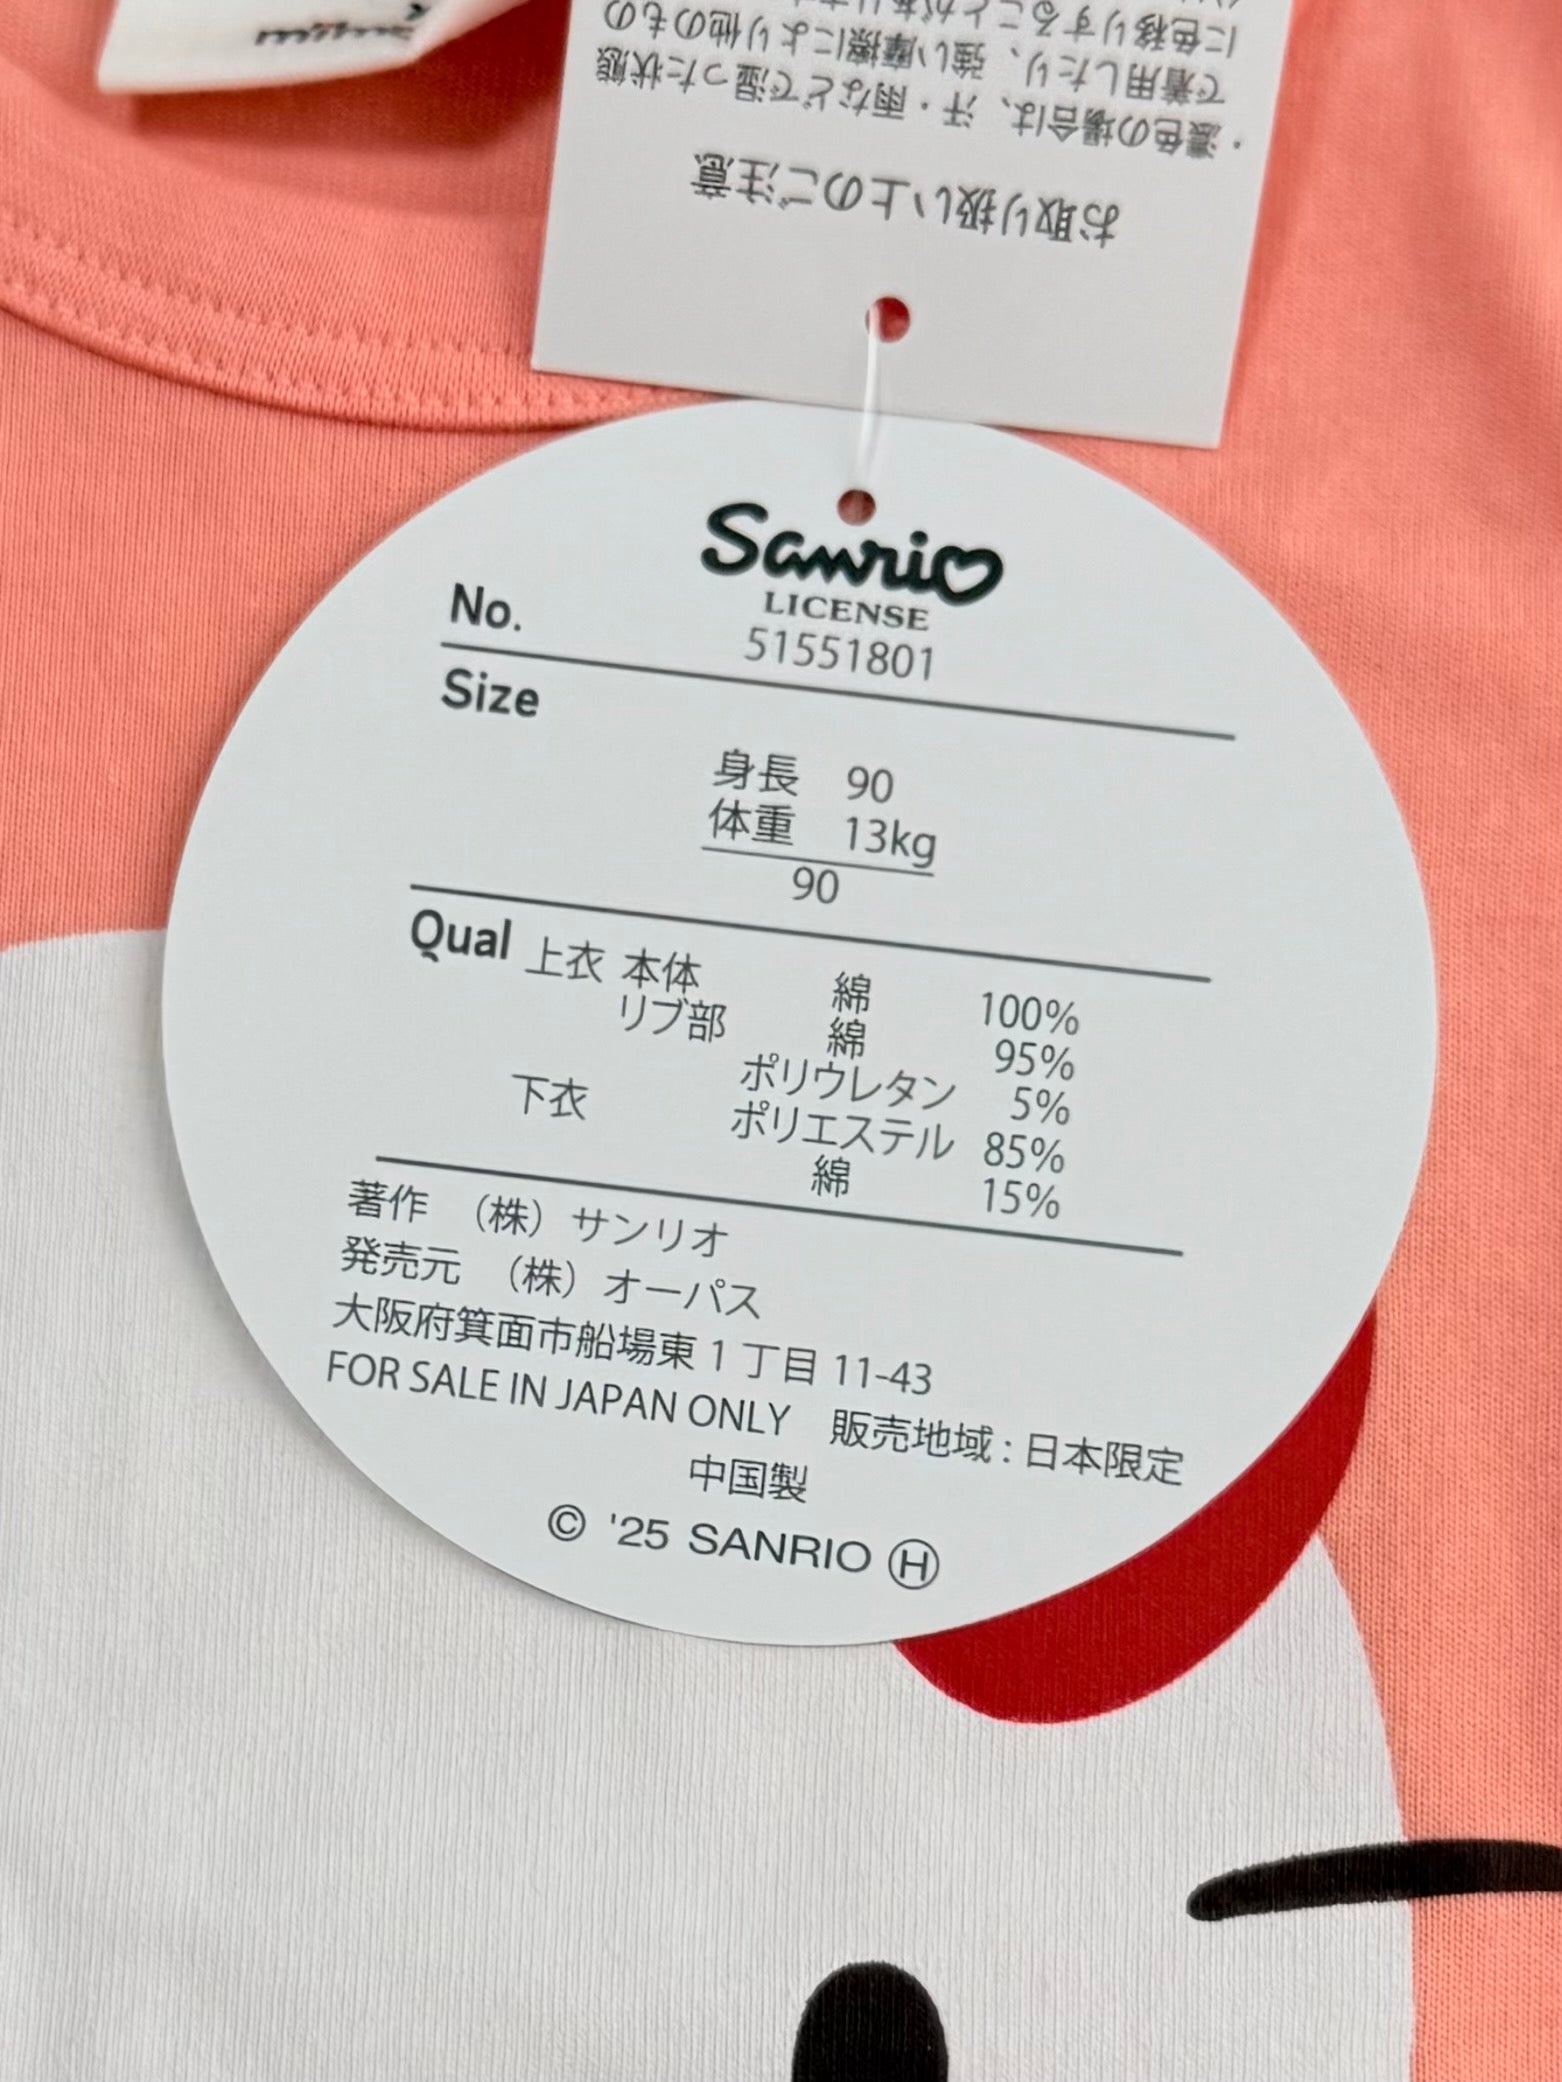 お取り扱い上のご注意
・濃色の場合は、汗・雨などで湿った状態
で着用したり、強い摩擦により他のもの
に色移りすることがあります
Sanrio
LICENSE
No. 51551801
Size
身長 90
体重 13kg
90
Qual 上衣 本体 綿 100%
リブ部 綿 95%
ポリウレタン 5%
下衣 ポリエステル 85%
綿 15%
著作 （株）サンリオ
発売元 （株）オーパス
大阪府箕面市船場東1丁目11-43
FOR SALE IN JAPAN ONLY 販売地域：日本限定
中国製
© '25 SANRIO Ⓗ